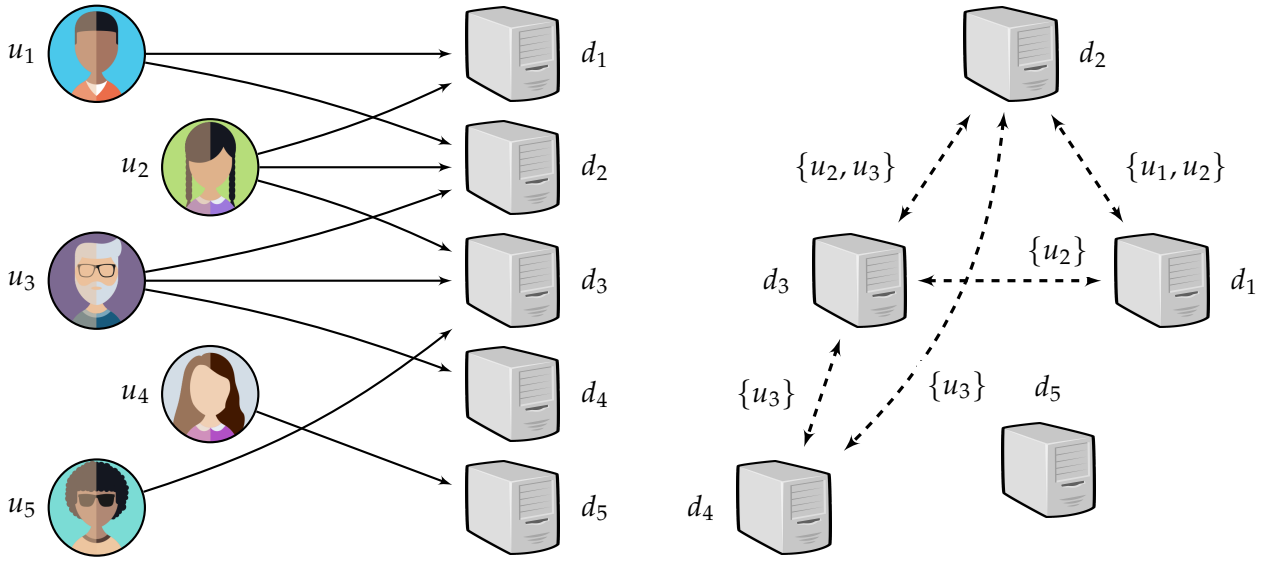 u₁
d₁
u₂
d₂
u₃
d₃
u₄
d₄
u₅
d₅
d₂
{u₂, u₃}
{u₁, u₂}
d₃
{u₂}
d₁
{u₃}
{u₃}
d₅
d₄